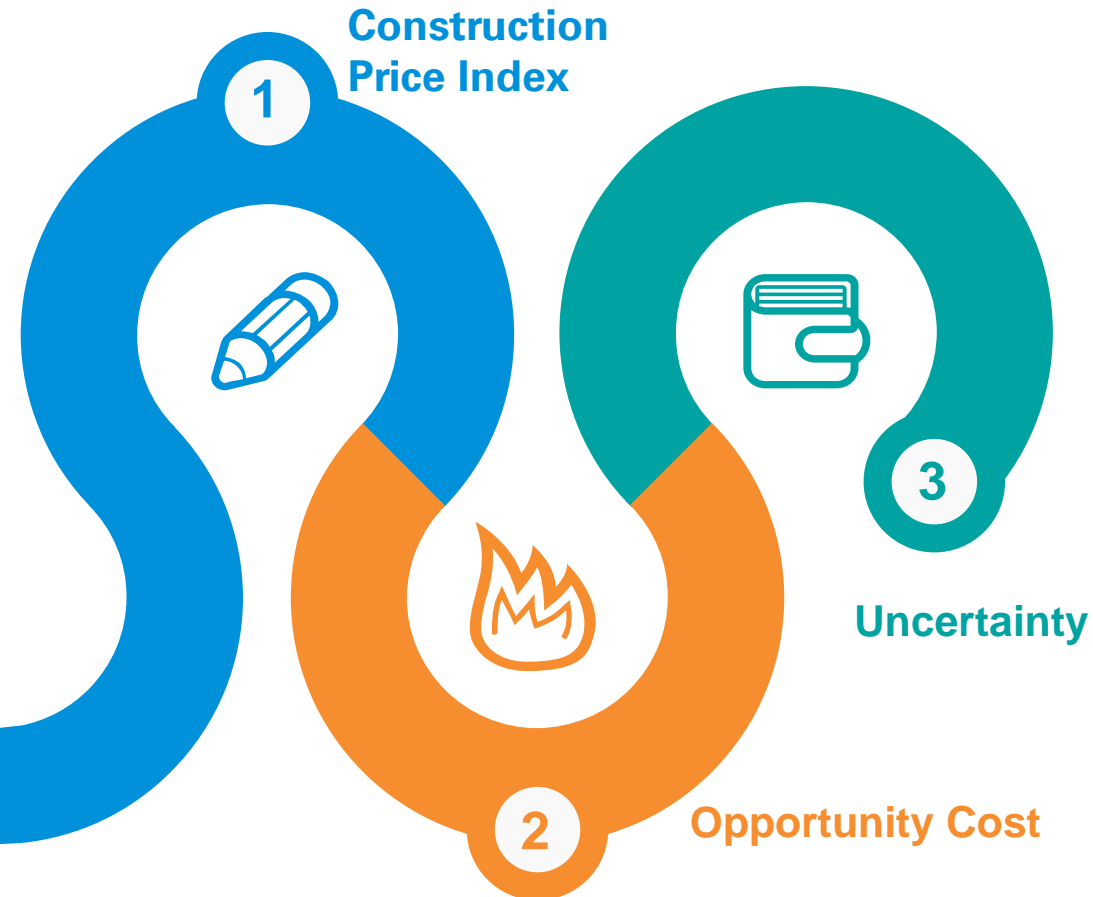 Construction
Price Index
1
3
Uncertainty
2
Opportunity Cost